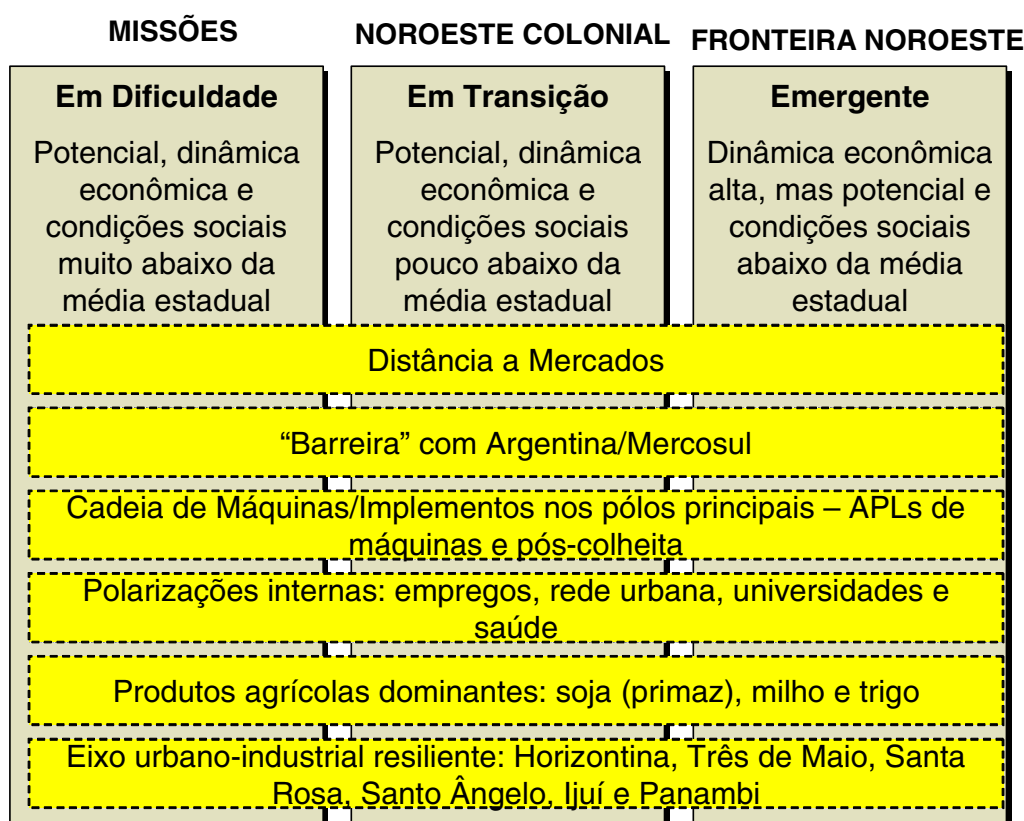 MISSÕES
NOROESTE COLONIAL
FRONTEIRA NOROESTE
Em Dificuldade
Potencial, dinâmica
econômica e
condições sociais
muito abaixo da
média estadual
Em Transição
Potencial, dinâmica
econômica e
condições sociais
pouco abaixo da
média estadual
Emergente
Dinâmica econômica
alta, mas potencial e
condições sociais
abaixo da média
estadual
Distância a Mercados
“Barreira” com Argentina/Mercosul
Cadeia de Máquinas/Implementos nos pólos principais – APLs de
máquinas e pós-colheita
Polarizações internas: empregos, rede urbana, universidades e
saúde
Produtos agrícolas dominantes: soja (primaz), milho e trigo
Eixo urbano-industrial resiliente: Horizontina, Três de Maio, Santa
Rosa, Santo Ângelo, Ijuí e Panambi